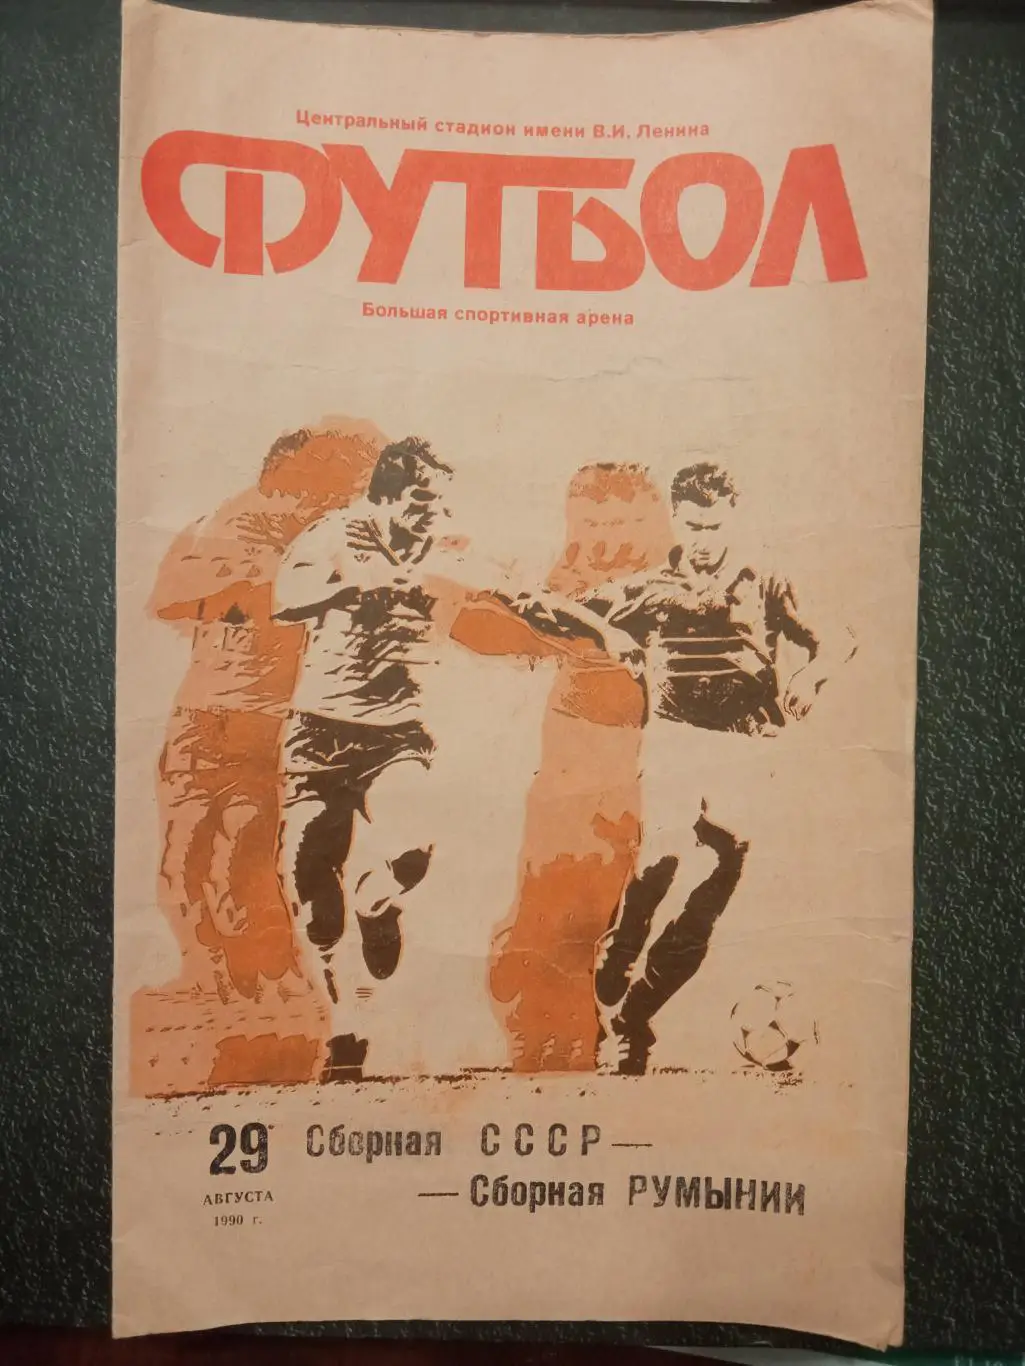 Центральный стадион имени В.И. Ленина
ФУТБОЛ
Большая спортивная арена
29 Сборная СССР —
АВГУСТА — Сборная РУМЫНИИ
1990 г.